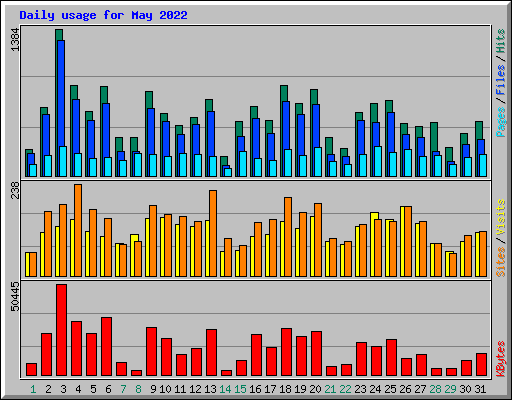 Daily usage for May 2022
1384
Pages / Files / Hits
238
Sites / Visits
50445
KBytes
1 2 3 4 5 6 7 8 9 10 11 12 13 14 15 16 17 18 19 20 21 22 23 24 25 26 27 28 29 30 31